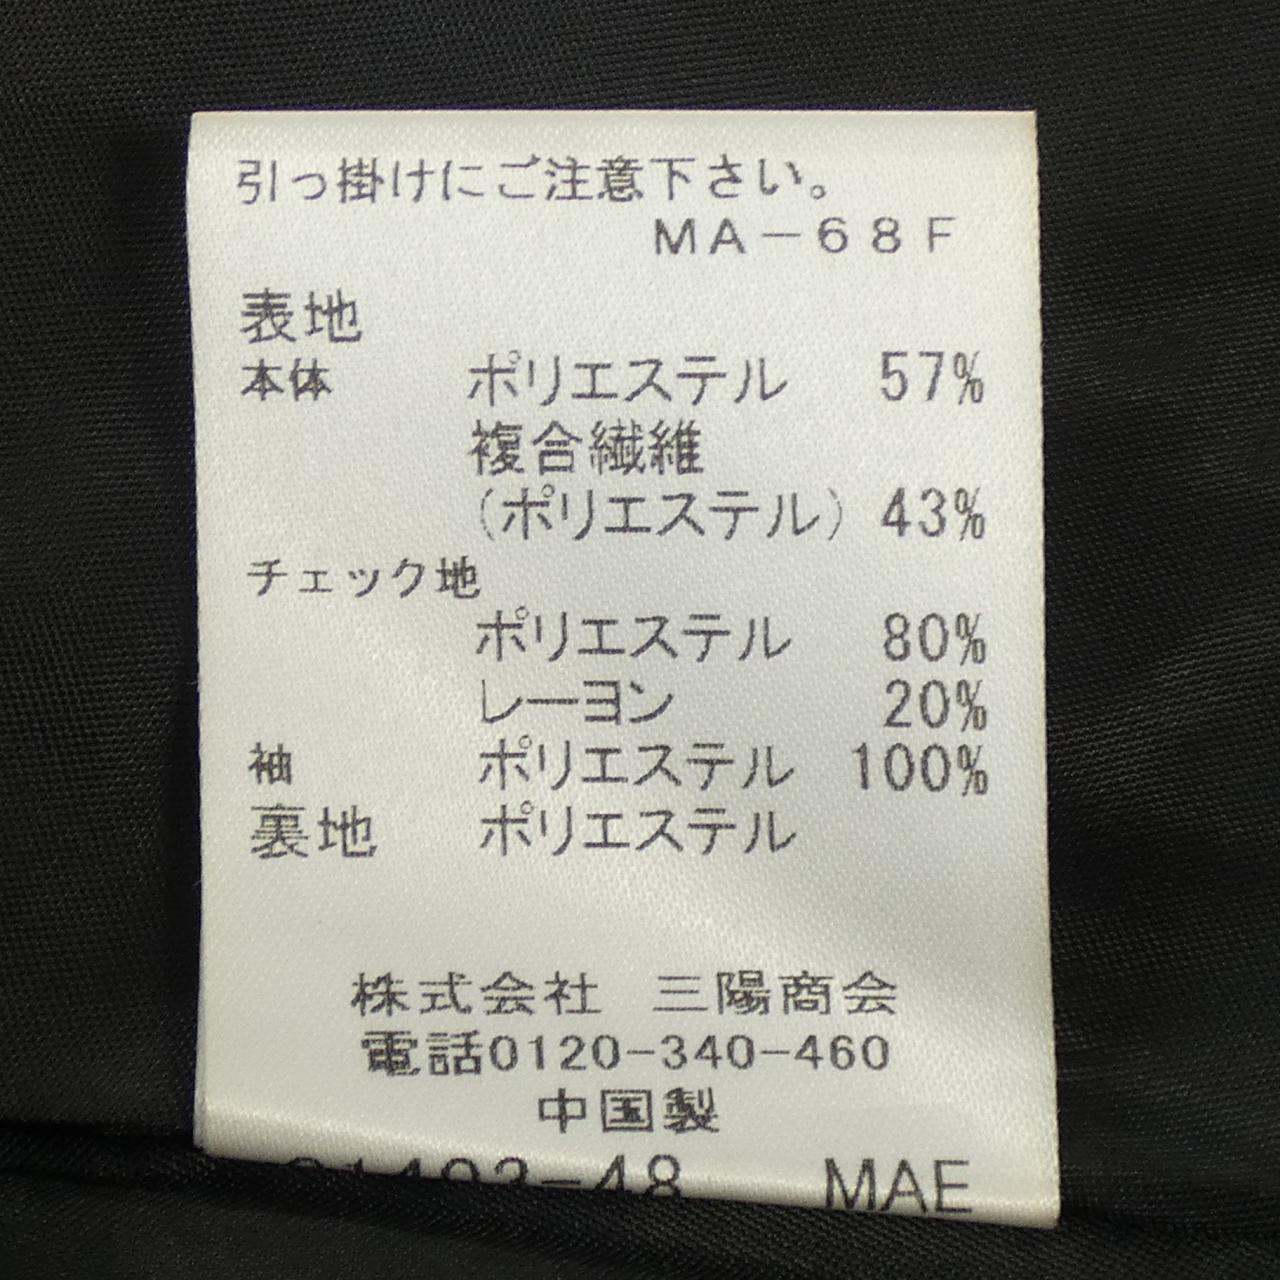 引っ掛けにご注意下さい。
MA-68F
表地
本体 ポリエステル 57%
複合繊維
(ポリエステル) 43%
チェック地
ポリエステル 80%
レーヨン 20%
袖 ポリエステル 100%
裏地 ポリエステル
株式会社 三陽商会
電話0120-340-460
中国製
MAE